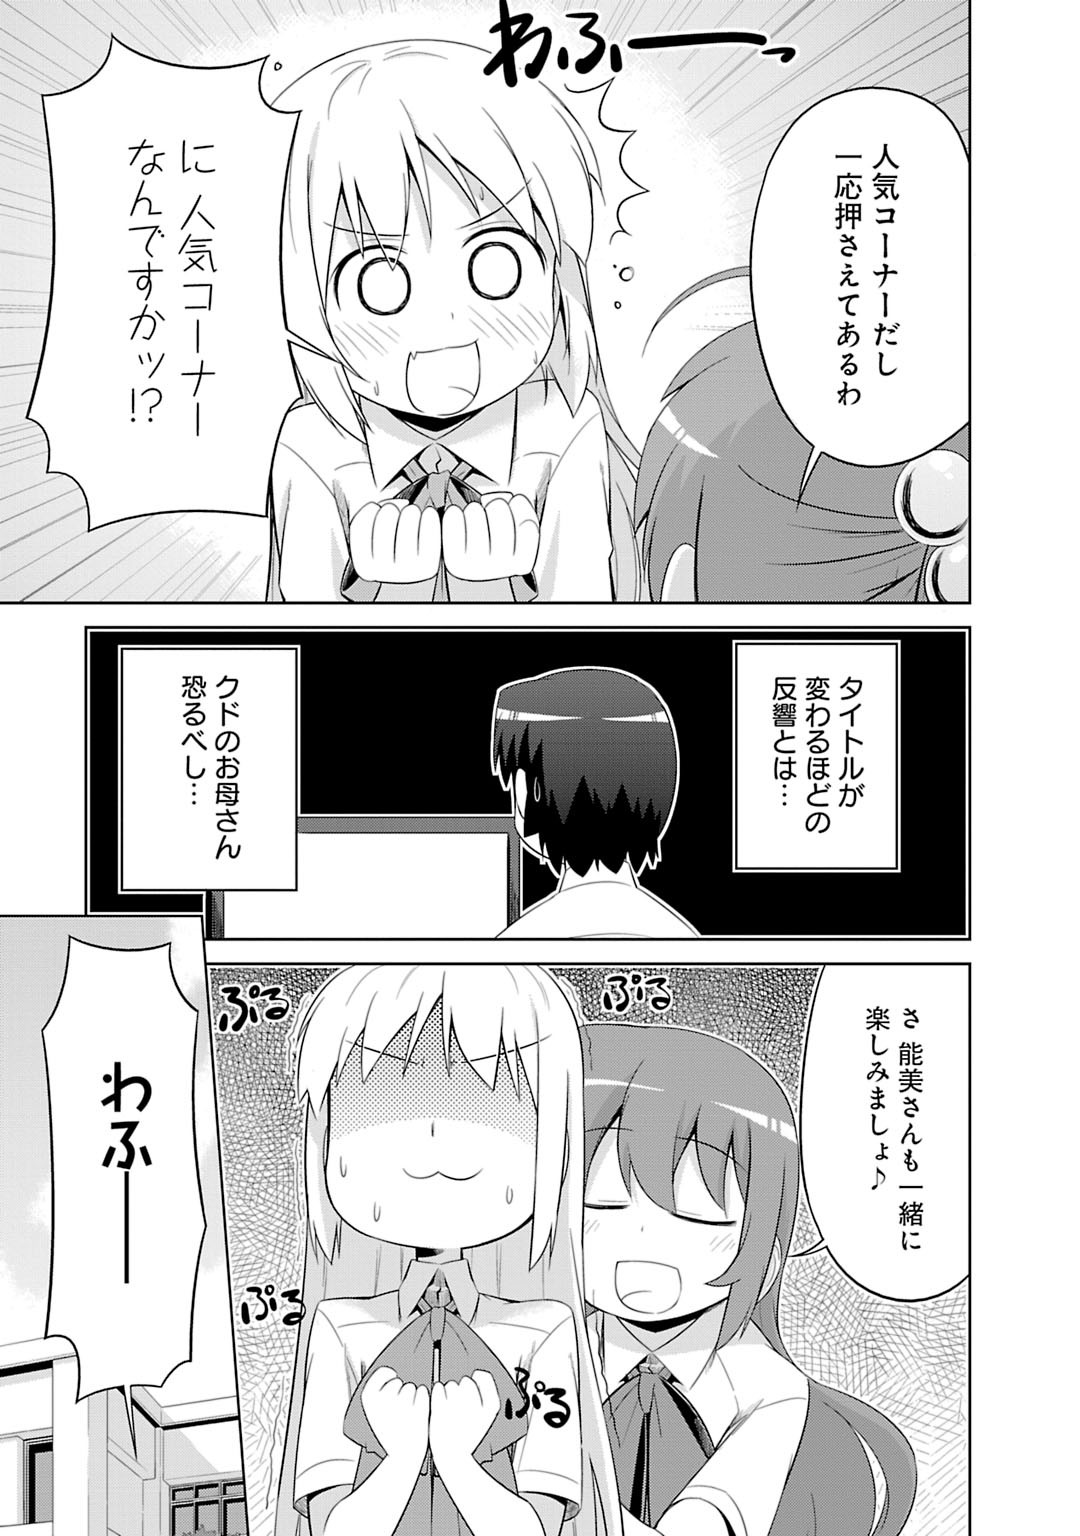 わふーっ
人気コーナーだし
一応押さえてあるわ
に 人気コーナー
なんですかッ!?
タイトルが
変わるほどの
反響とは…
クドのお母さん
恐るべし…
さ 能美さんも一緒に
楽しみましょ♪
ぷる
ぷる
ぷる
ぷる
わふーー